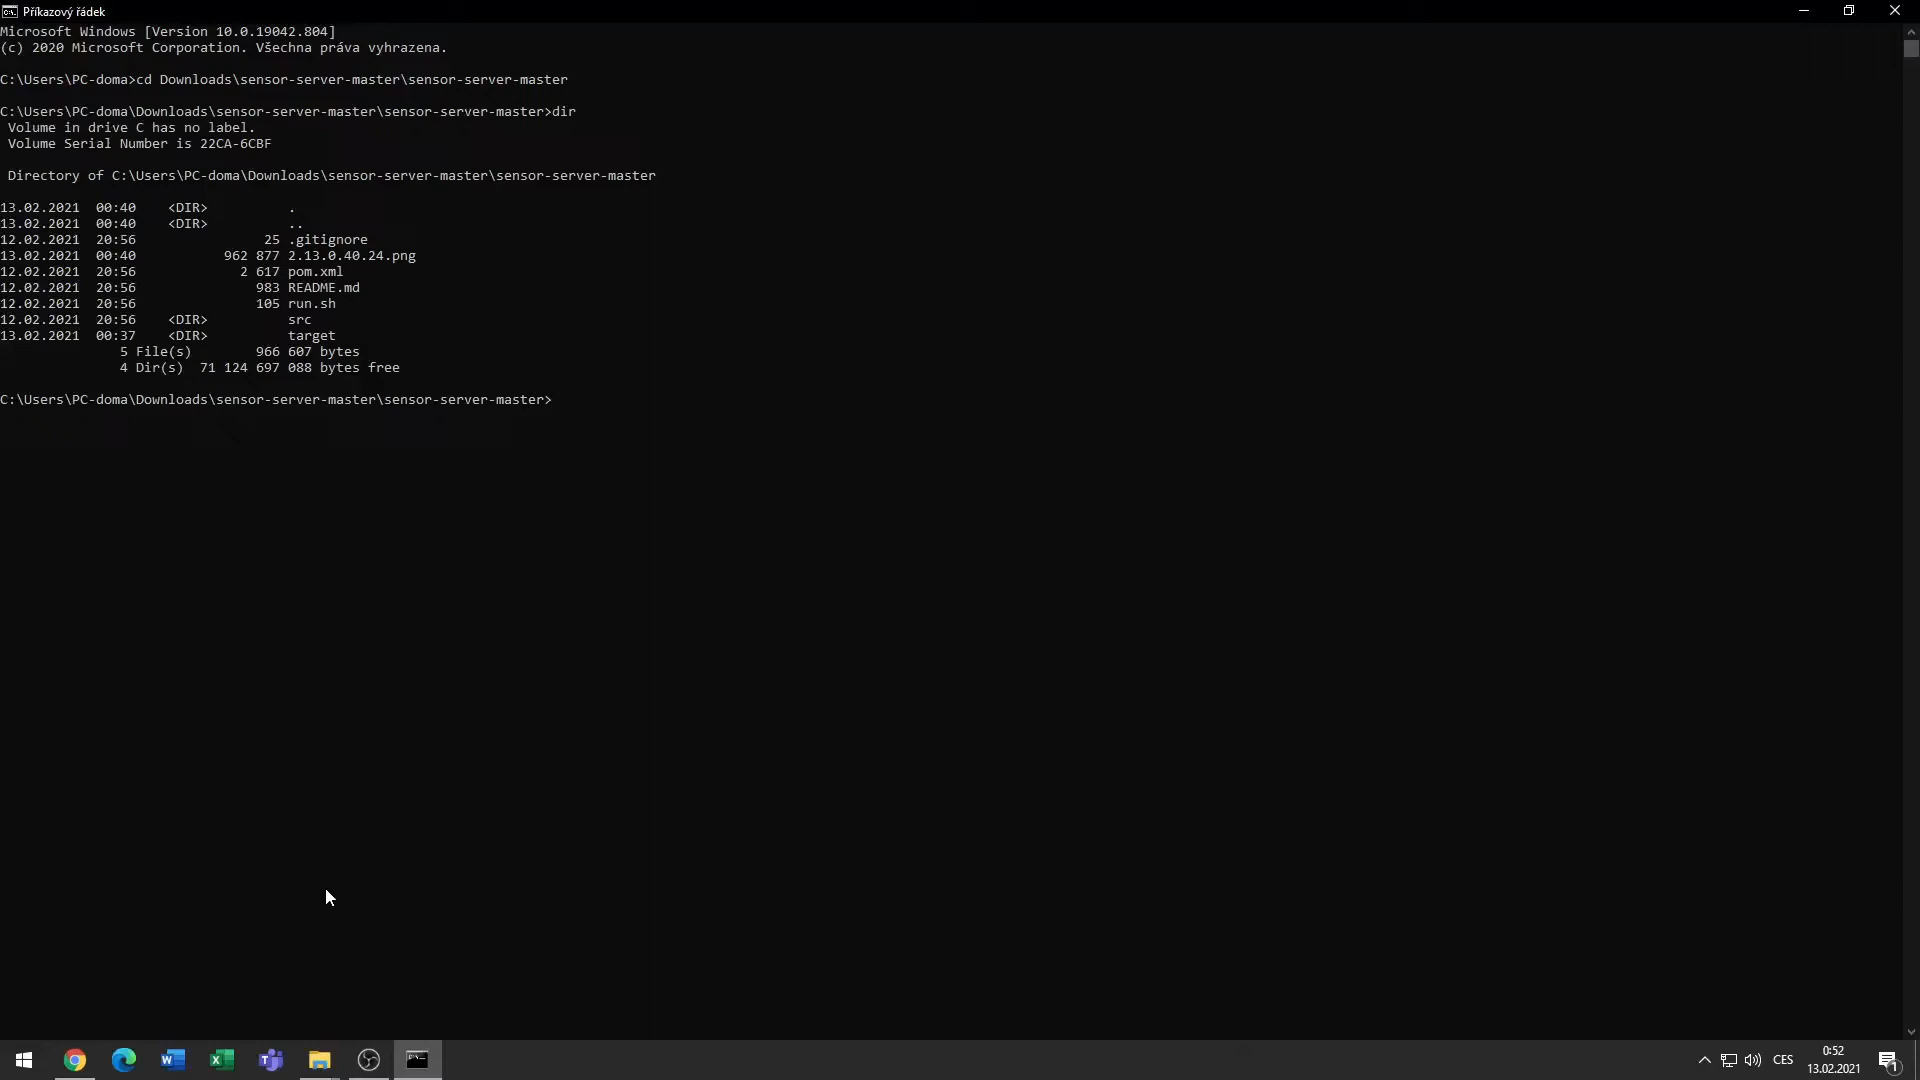 Příkazový řádek
Microsoft Windows [Version 10.0.19042.804]
(c) 2020 Microsoft Corporation. Všechna práva vyhrazena.
C:\Users\PC-doma>cd Downloads\sensor-server-master\sensor-server-master
C:\Users\PC-doma\Downloads\sensor-server-master\sensor-server-master>dir
Volume in drive C has no label.
Volume Serial Number is 22CA-6CBF
Directory of C:\Users\PC-doma\Downloads\sensor-server-master\sensor-server-master
13.02.2021  00:40    <DIR>          .
13.02.2021  00:40    <DIR>          ..
12.02.2021  20:56                25 .gitignore
13.02.2021  00:40           962 877 2.13.0.40.24.png
12.02.2021  20:56             2 617 pom.xml
12.02.2021  20:56               983 README.md
12.02.2021  20:56               105 run.sh
12.02.2021  20:56    <DIR>          src
13.02.2021  00:37    <DIR>          target
5 File(s)        966 607 bytes
4 Dir(s)  71 124 697 088 bytes free
C:\Users\PC-doma\Downloads\sensor-server-master\sensor-server-master>
CES
0:52
13.02.2021
1